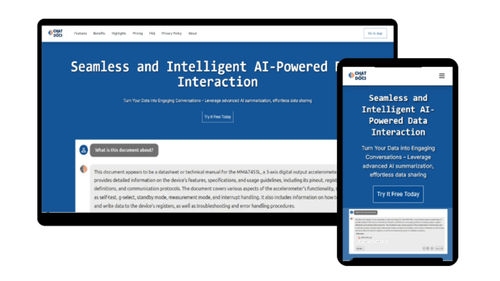 CHAT DOCS
Features Benefits Highlights Pricing FAQ Privacy Policy About
Go to App
Seamless and Intelligent AI-Powered D
Interaction
Turn Your Data into Engaging Conversations – Leverage advanced AI summarization, effortless data sharing
Try It Free Today
What is this document about?
This document appears to be a datasheet or technical manual for the MMA7455L, a 3-axis digital output accelerometer
provides detailed information on the device's features, specifications, and usage guidelines, including its pinout, regist
definitions, and communication protocols. The document covers various aspects of the accelerometer's functionality,
as self-test, g-select, standby mode, measurement mode, and interrupt handling. It also includes information on how t
and write data to the device's registers, as well as troubleshooting and error handling procedures.
CHAT DOCS
Seamless and
Intelligent AI-
Powered Data
Interaction
Turn Your Data into Engaging
Conversations – Leverage
advanced AI summarization,
effortless data sharing
Try It Free Today